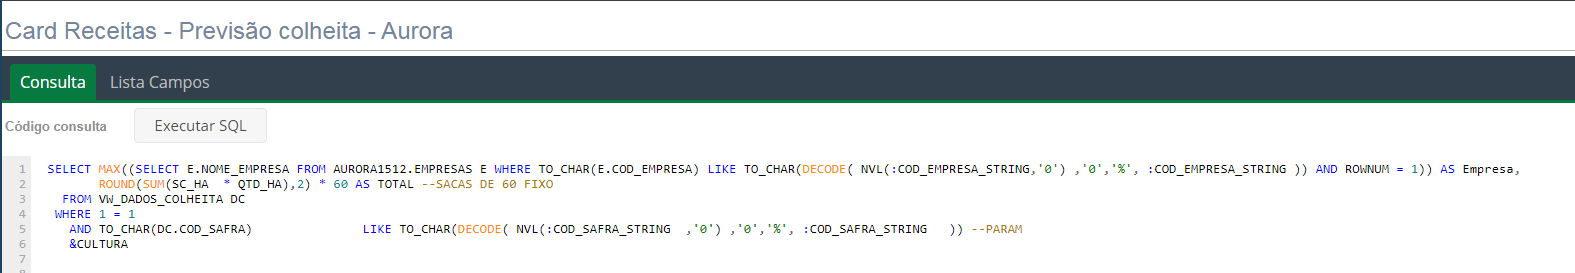 Card Receitas - Previsão colheita - Aurora
Consulta Lista Campos
Código consulta Executar SQL
1 SELECT MAX((SELECT E.NOME_EMPRESA FROM AURORA1512.EMPRESAS E WHERE TO_CHAR(E.COD_EMPRESA) LIKE TO_CHAR(DECODE( NVL(:COD_EMPRESA_STRING,'0') ,'0','%', :COD_EMPRESA_STRING )) AND ROWNUM = 1)) AS Empresa,
2 ROUND(SUM(SC_HA * QTD_HA),2) * 60 AS TOTAL --SACAS DE 60 FIXO
3 FROM VW_DADOS_COLHEITA DC
4 WHERE 1 = 1
5 AND TO_CHAR(DC.COD_SAFRA) LIKE TO_CHAR(DECODE( NVL(:COD_SAFRA_STRING ,'0') ,'0','%', :COD_SAFRA_STRING )) --PARAM
6 &CULTURA
7